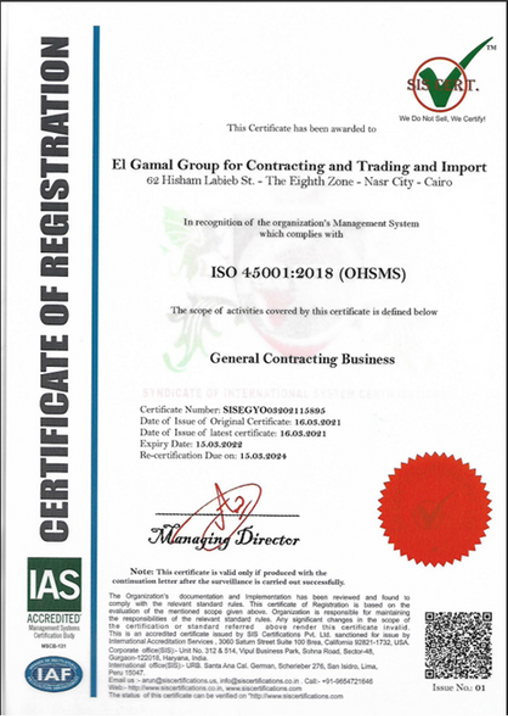 CERTIFICATE OF REGISTRATION
SIS CERT.
TM
We Do Not Sell, We Certify!
This Certificate has been awarded to
El Gamal Group for Contracting and Trading and Import
62 Hisham Labieb St. - The Eighth Zone - Nasr City - Cairo
In recognition of the organization's Management System
which complies with
ISO 45001:2018 (OHSMS)
The scope of activities covered by this certificate is defined below
General Contracting Business
SYNDICATE OF INTERNATIONAL SYSTEM CERTIFICATIONS
Certificate Number: SISEGYO03202115895
Date of Issue of Original Certificate: 16.03.2021
Date of Issue of latest certificate: 16.03.2021
Expiry Date: 15.03.2022
Re-certification Due on: 15.03.2024
Managing Director
Note: This certificate is valid only if produced with the
continuation letter after the surveillance is carried out successfully.
The Organization's documentation and Implementation has been reviewed and found to
comply with the relevant standard rules. This certificate of Registration is based on the
evaluation of the mentioned scope given above. Organization is responsible for maintaining
the responsibilities of the relevant standard rules. Any significant changes in the scope of
the certification or standard referred above render this certificate invalid.
This is an accredited certificate issued by SIS Certifications Pvt. Ltd. sanctioned for issue by
International Accreditation Services , 3060 Saturn Street Suite 100 Brea, California 92821-1732, USA.
Corporate office(SIS):- Unit No. 312 & 514, Vipul Business Park, Sohna Road, Sector-48,
Gurgaon-122018, Haryana, India.
International office(SIS):- URB. Santa Ana Cal. German, Scherieber 276, San Isidro, Lima,
Peru 15047.
Email us :- arun@siscertifications.us, info@siscertifications.co.in , Call:- +91-9654721646
Web:- http://www.siscertifications.co.in, www.siscertifications.com
The status of this certificate can be verified on "http://www.siscertifications.com
IAS
ACCREDITED
Management Systems
Certification Body
MSCB-131
IAF
Issue No.: 01